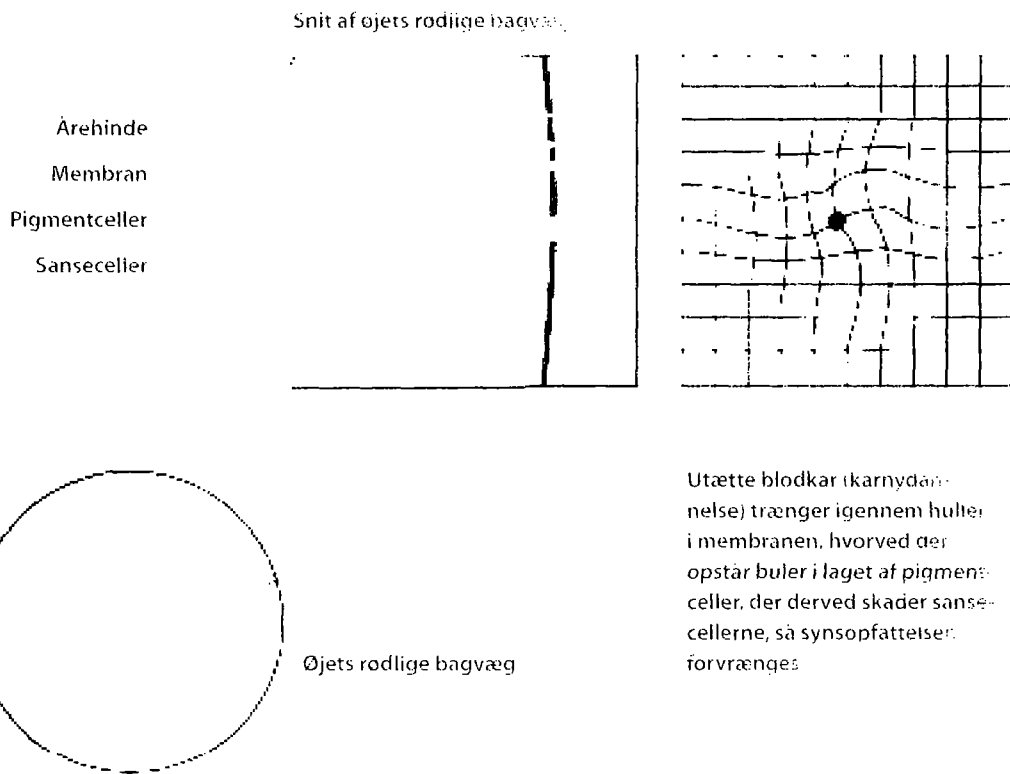 Snit af øjets rødlige bagvæg
Årehinde
Membran
Pigmentceller
Sanseceller
Utætte blodkar (karnydan-
nelse) trænger igennem huller
i membranen, hvorved der
opstår buler i laget af pigment-
celler, der derved skader sanse-
cellerne, så synsopfattelsen
forvrænges
Øjets rødlige bagvæg